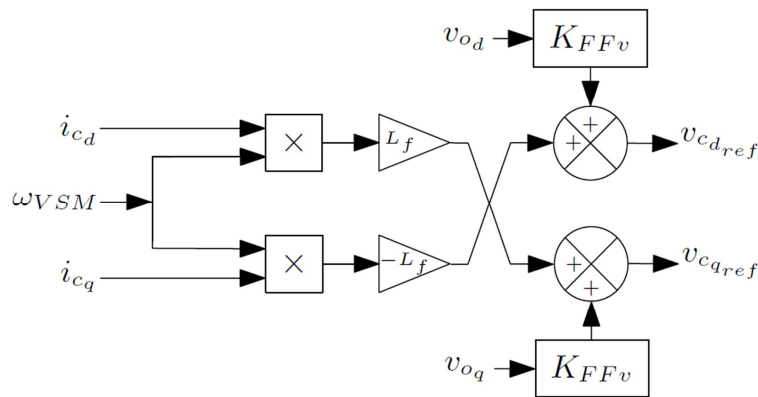 v_{o_d}
K_{FFv}
i_{c_d}
×
L_f
+
+
v_{c_{d_{ref}}}
ω_{VSM}
i_{c_q}
×
−L_f
+
+
v_{c_{q_{ref}}}
v_{o_q}
K_{FFv}